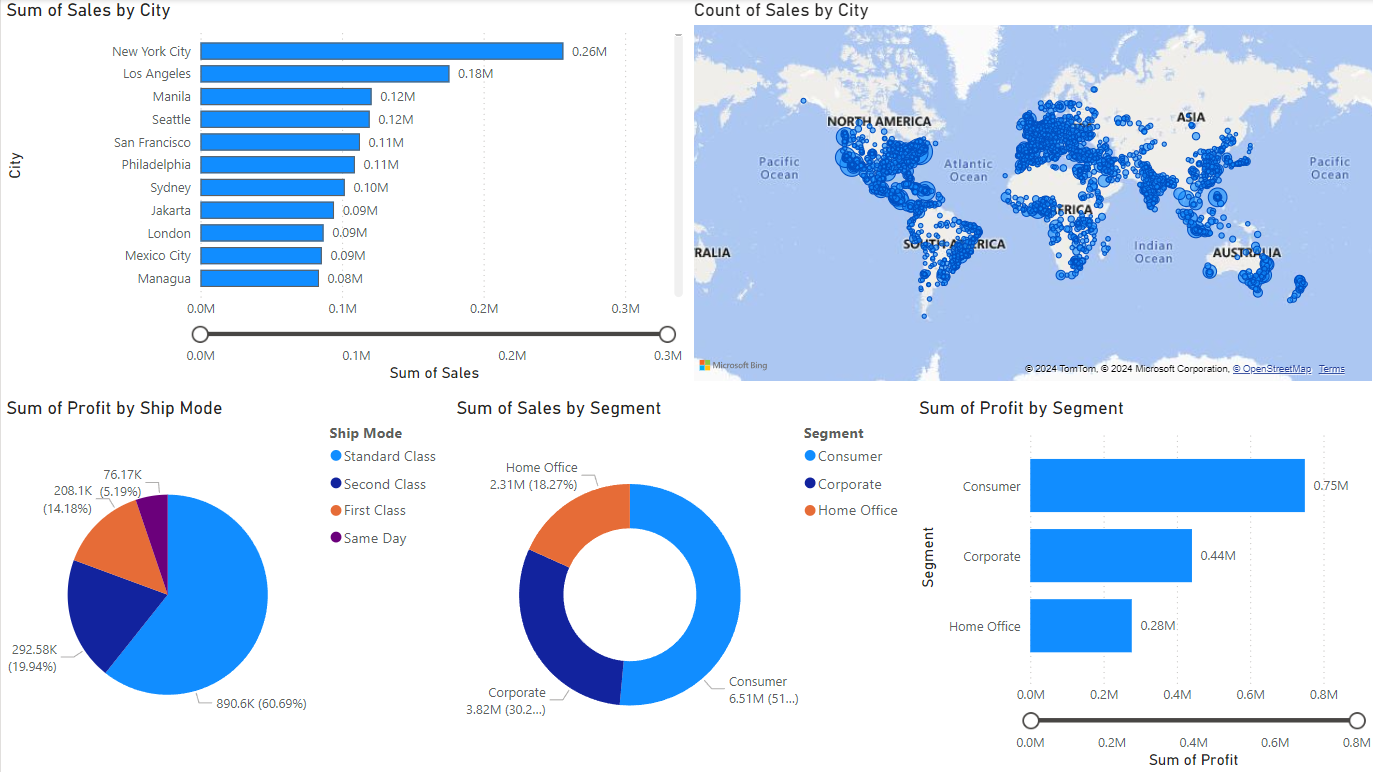 Sum of Sales by City
City
New York City 0.26M
Los Angeles 0.18M
Manila 0.12M
Seattle 0.12M
San Francisco 0.11M
Philadelphia 0.11M
Sydney 0.10M
Jakarta 0.09M
London 0.09M
Mexico City 0.09M
Managua 0.08M
0.0M 0.1M 0.2M 0.3M
0.0M 0.1M 0.2M 0.3M
Sum of Sales
Count of Sales by City
NORTH AMERICA
ASIA
Pacific
Ocean
Atlantic
Ocean
Pacific
Ocean
AFRICA
SOUTH AMERICA
Indian
Ocean
RALIA
AUSTRALIA
Microsoft Bing
© 2024 TomTom, © 2024 Microsoft Corporation, © OpenStreetMap Terms
Sum of Profit by Ship Mode
Ship Mode
Standard Class
Second Class
First Class
Same Day
76.17K
(5.19%)
208.1K
(14.18%)
292.58K
(19.94%)
890.6K (60.69%)
Sum of Sales by Segment
Segment
Consumer
Corporate
Home Office
Home Office
2.31M (18.27%)
Corporate
3.82M (30.2...)
Consumer
6.51M (51...)
Sum of Profit by Segment
Segment
Consumer 0.75M
Corporate 0.44M
Home Office 0.28M
0.0M 0.2M 0.4M 0.6M 0.8M
0.0M 0.2M 0.4M 0.6M 0.8M
Sum of Profit